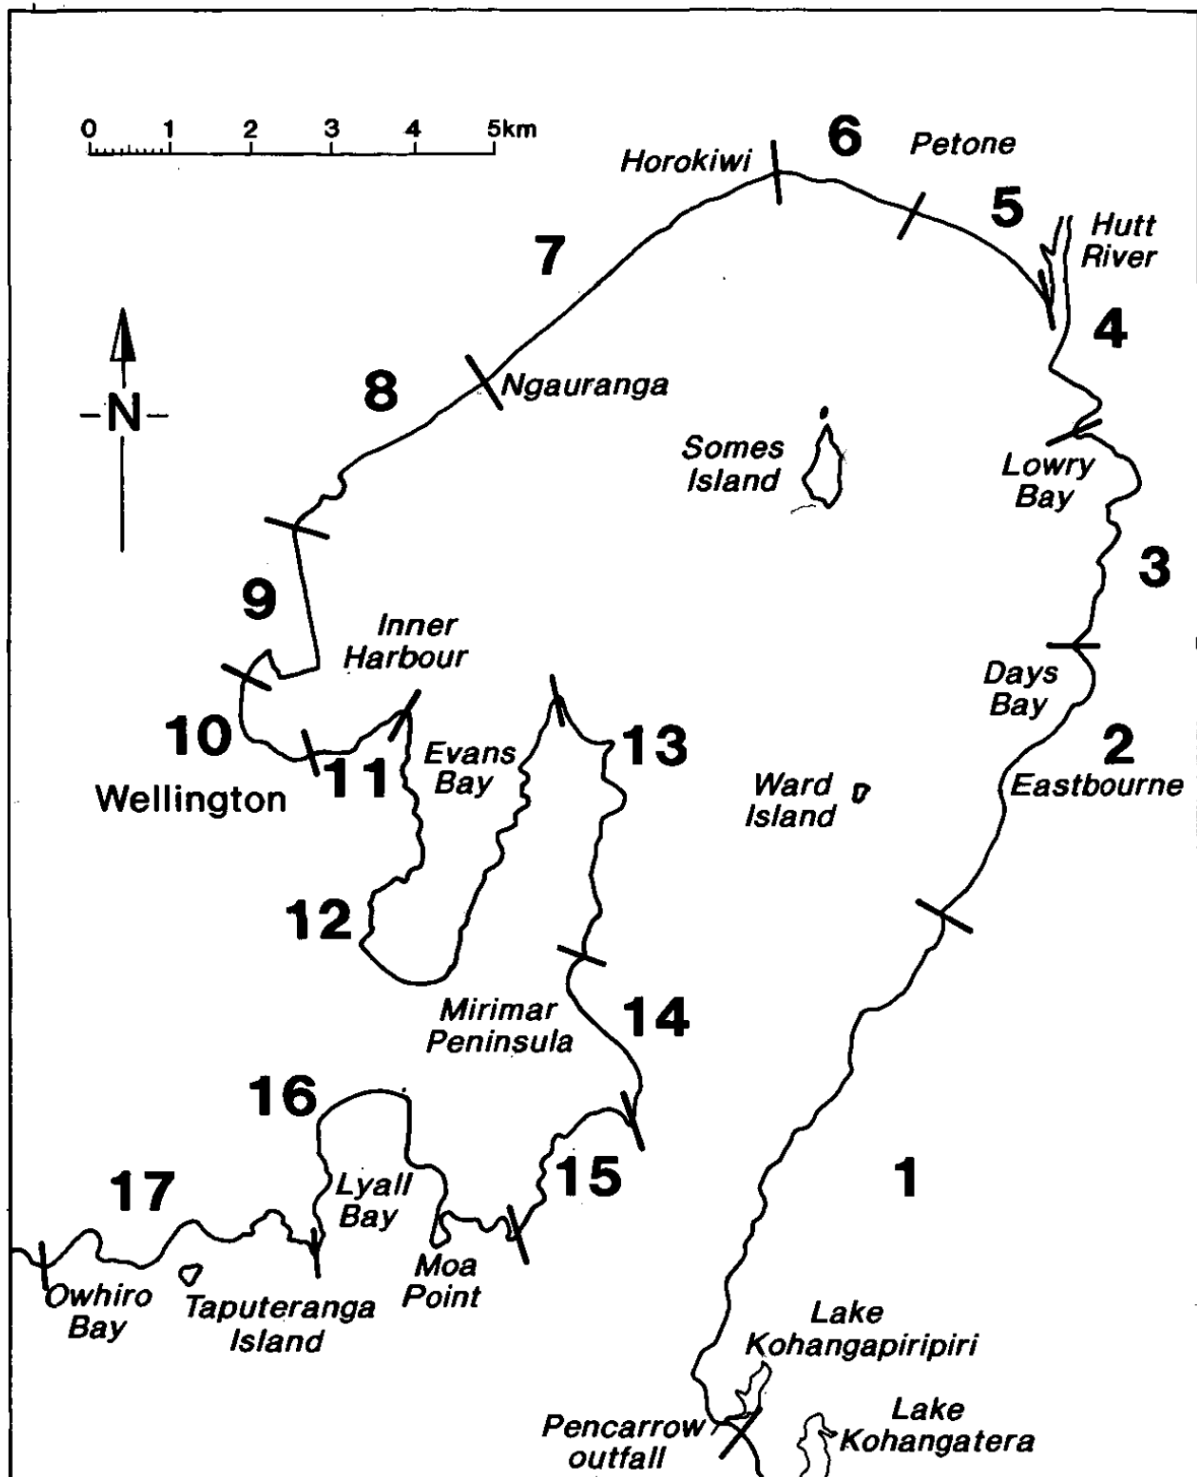 0 1 2 3 4 5km
6
Petone
Horokiwi
5
Hutt
River
7
4
8
Ngauranga
-N-
Somes
Island
Lowry
Bay
3
9
Inner
Harbour
Days
Bay
10
11
Evans
Bay
13
2
Wellington
Ward
Island
Eastbourne
12
Mirimar
Peninsula
14
16
15
1
17
Lyall
Bay
Moa
Point
Owhiro
Bay
Taputeranga
Island
Lake
Kohangapiripiri
Pencarrow
outfall
Lake
Kohangatera